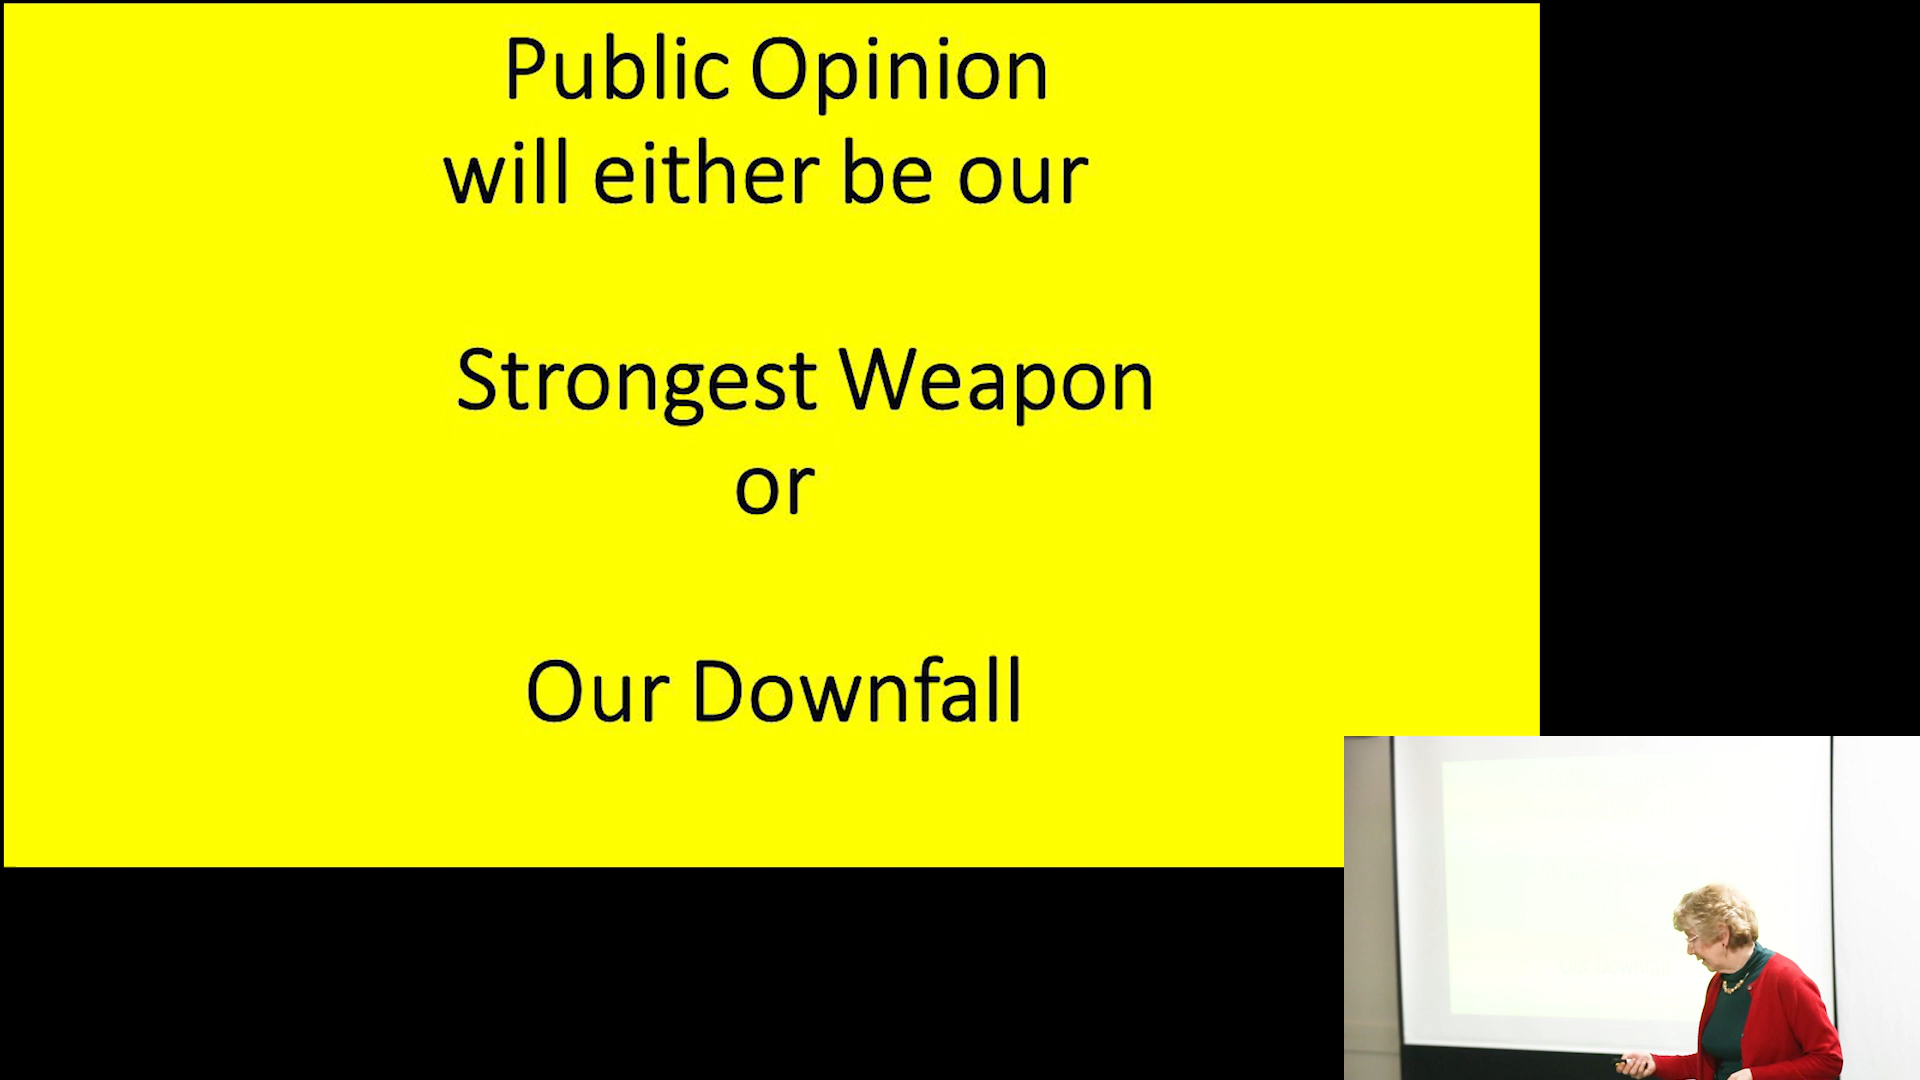 Public Opinion
will either be our
Strongest Weapon
or
Our Downfall